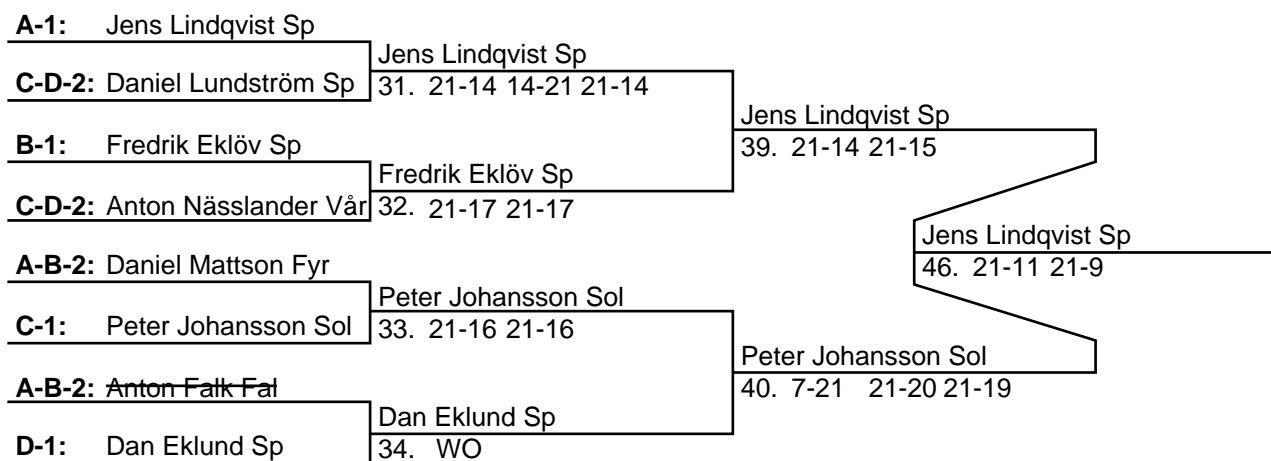 A-1: Jens Lindqvist Sp
Jens Lindqvist Sp
C-D-2: Daniel Lundström Sp
31. 21-14 14-21 21-14
Jens Lindqvist Sp
B-1: Fredrik Eklöv Sp
39. 21-14 21-15
Fredrik Eklöv Sp
C-D-2: Anton Nässlander Vår
32. 21-17 21-17
Jens Lindqvist Sp
A-B-2: Daniel Mattson Fyr
46. 21-11 21-9
Peter Johansson Sol
C-1: Peter Johansson Sol
33. 21-16 21-16
Peter Johansson Sol
A-B-2: Anton Falk Fal
40. 7-21 21-20 21-19
Dan Eklund Sp
D-1: Dan Eklund Sp
34. WO